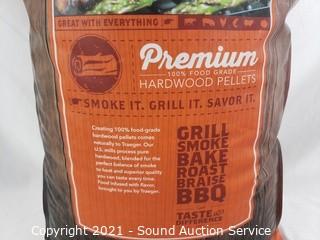 GREAT WITH EVERYTHING
Premium
100% FOOD GRADE
HARDWOOD PELLETS
SMOKE IT. GRILL IT. SAVOR IT.
Creating 100% food-grade
hardwood pellets comes
naturally to Traeger. Our
U.S. mills process pure
hardwood, blended for the
perfect balance of smoke
to heat and superior quality
you can taste every time.
Food infused with flavor,
brought to you by Traeger.
GRILL
SMOKE
BAKE
ROAST
BRAISE
BBQ
TASTE THE
DIFFERENCE
Copyright 2021 - Sound Auction Service